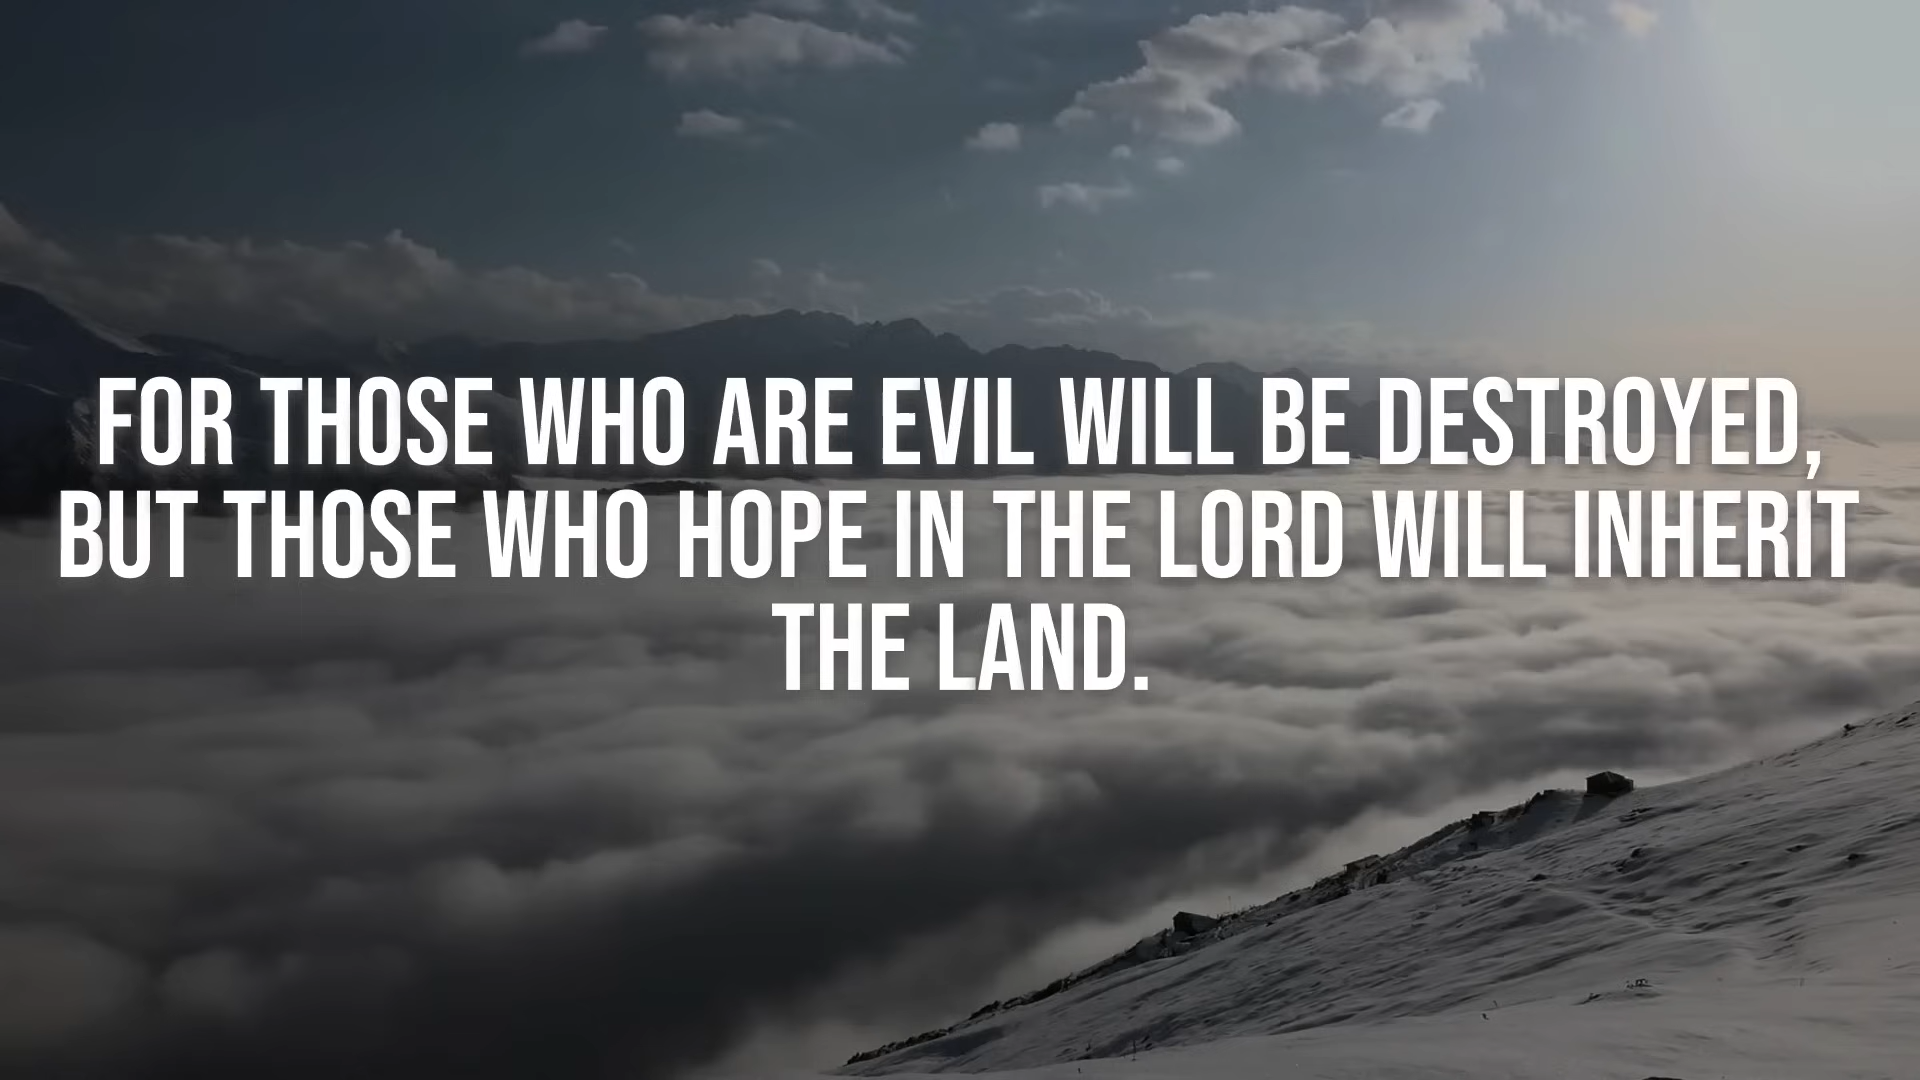 FOR THOSE WHO ARE EVIL WILL BE DESTROYED,
BUT THOSE WHO HOPE IN THE LORD WILL INHERIT
THE LAND.